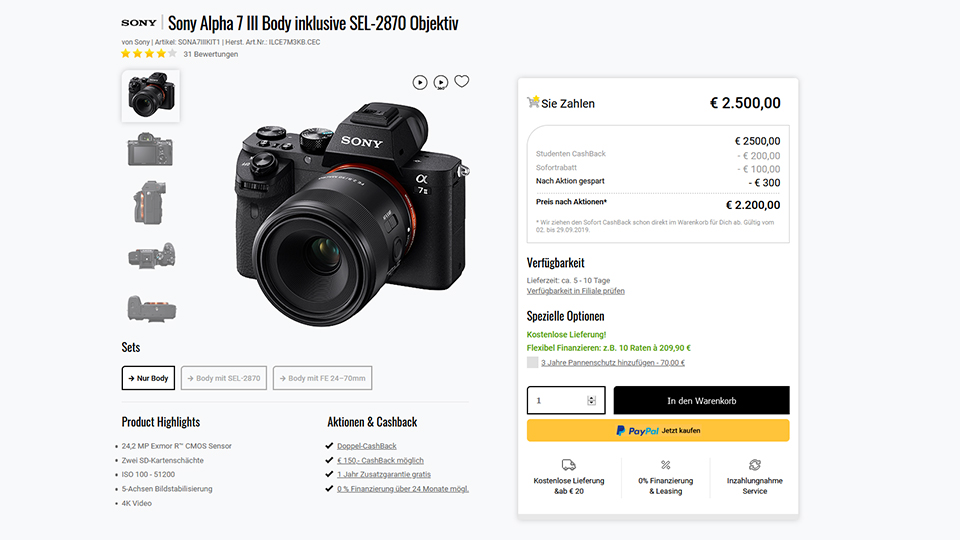 SONY Sony Alpha 7 III Body inklusive SEL-2870 Objektiv
von Sony | Artikel: SONA7IIIKIT1 | Herst. Art.Nr.: ILCE7M3KB.CEC
31 Bewertungen
SONY
α
7 II
Sets
→ Nur Body
→ Body mit SEL-2870
→ Body mit FE 24–70mm
Product Highlights
• 24,2 MP Exmor R™ CMOS Sensor
• Zwei SD-Kartenschächte
• ISO 100 - 51200
• 5-Achsen Bildstabilisierung
• 4K Video
Aktionen & Cashback
Doppel-CashBack
€ 150,- CashBack möglich
1 Jahr Zusatzgarantie gratis
0 % Finanzierung über 24 Monate mögl.
Sie Zahlen € 2.500,00
€ 2500,00
Studenten CashBack - € 200,00
Sofortrabatt - € 100,00
Nach Aktion gespart - € 300
Preis nach Aktionen* € 2.200,00
* Wir ziehen den Sofort CashBack schon direkt im Warenkorb für Dich ab. Gültig vom
02. bis 29.09.2019.
Verfügbarkeit
Lieferzeit: ca. 5 - 10 Tage
Verfügbarkeit in Filiale prüfen
Spezielle Optionen
Kostenlose Lieferung!
Flexibel Finanzieren: z.B. 10 Raten à 209,90 €
3 Jahre Pannenschutz hinzufügen - 70,00 €
1
In den Warenkorb
PayPal Jetzt kaufen
Kostenlose Lieferung
&ab € 20
0% Finanzierung
& Leasing
Inzahlungnahme
Service